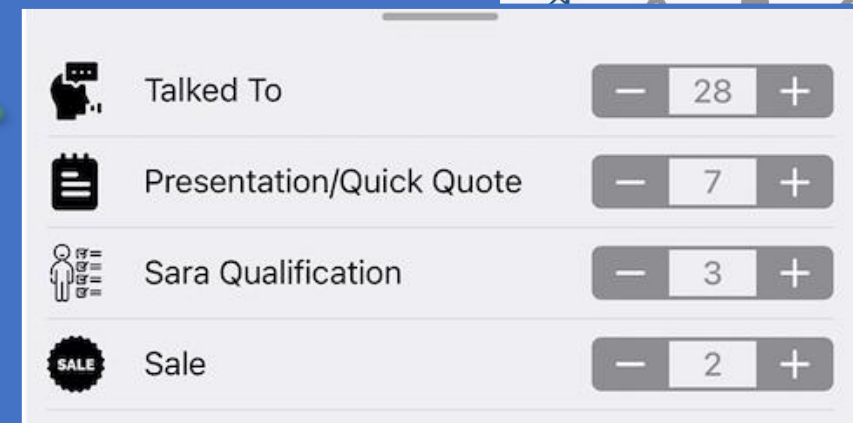 Talked To
− 28 +
Presentation/Quick Quote
− 7 +
Sara Qualification
− 3 +
SALE
Sale
− 2 +